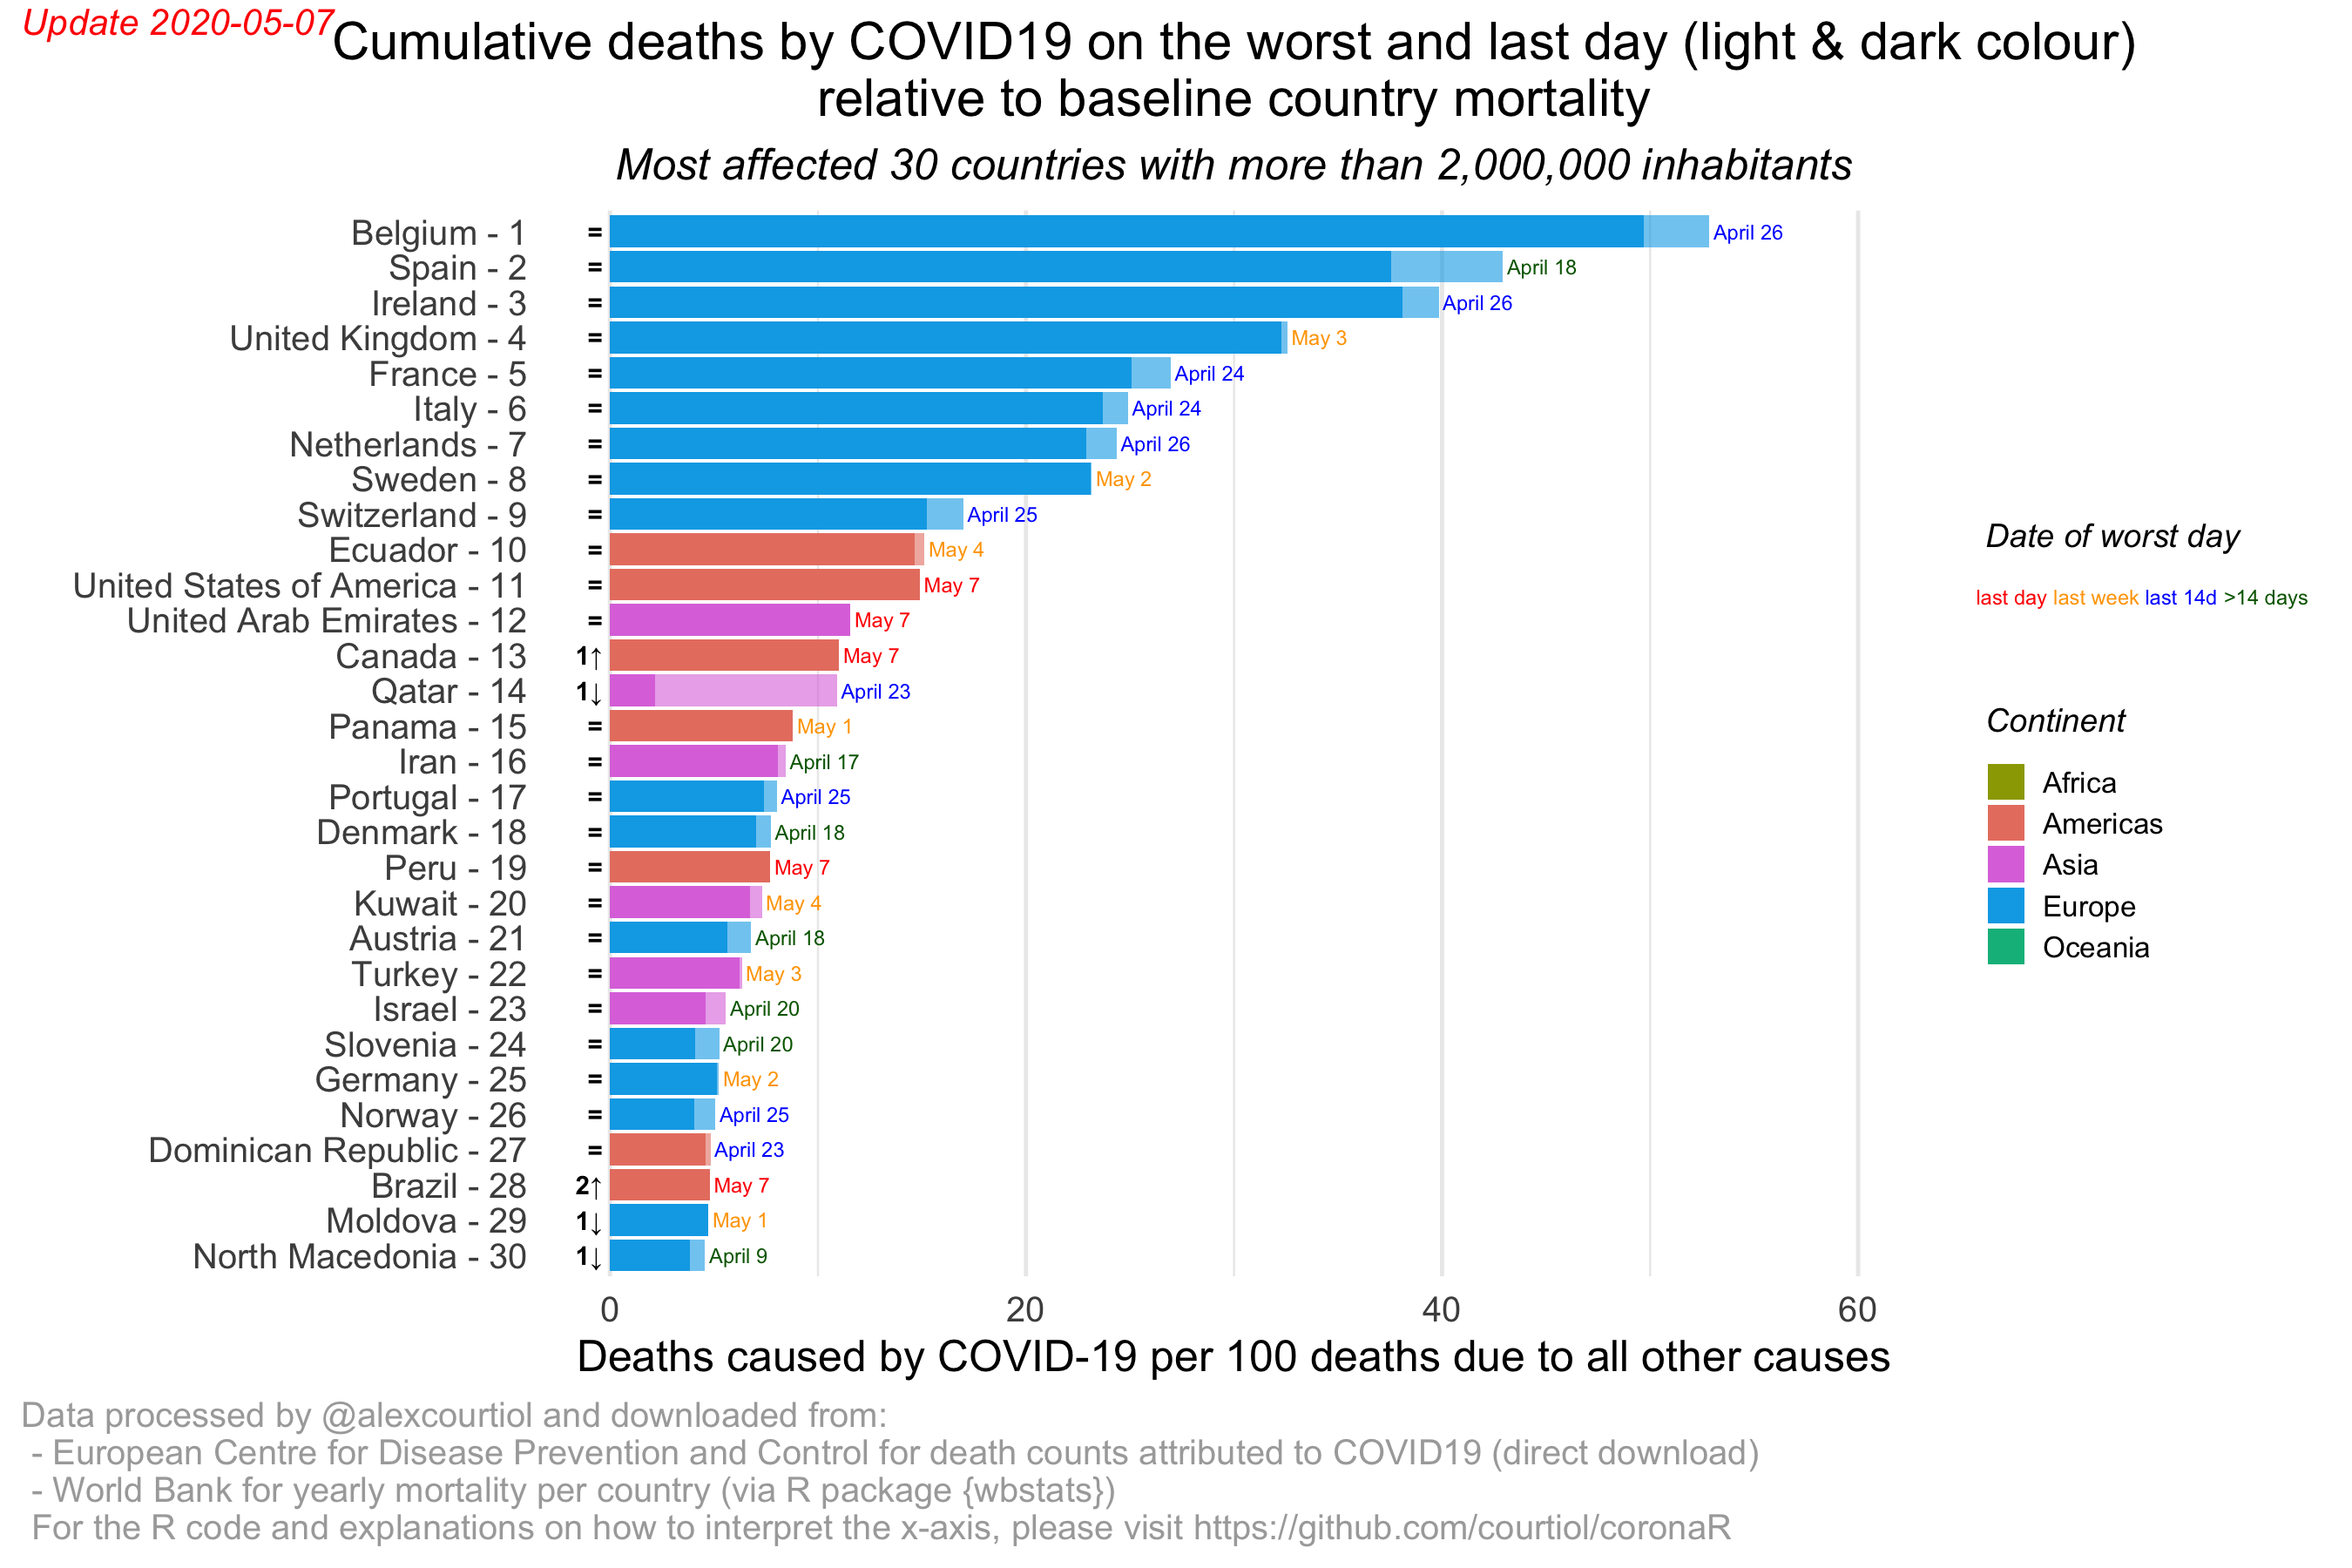 Update 2020-05-07
Cumulative deaths by COVID19 on the worst and last day (light & dark colour)
relative to baseline country mortality
Most affected 30 countries with more than 2,000,000 inhabitants
Belgium - 1 = April 26
Spain - 2 = April 18
Ireland - 3 = April 26
United Kingdom - 4 = May 3
France - 5 = April 24
Italy - 6 = April 24
Netherlands - 7 = April 26
Sweden - 8 = May 2
Switzerland - 9 = April 25
Ecuador - 10 = May 4
United States of America - 11 = May 7
United Arab Emirates - 12 = May 7
Canada - 13 1↑ May 7
Qatar - 14 1↓ April 23
Panama - 15 = May 1
Iran - 16 = April 17
Portugal - 17 = April 25
Denmark - 18 = April 18
Peru - 19 = May 7
Kuwait - 20 = May 4
Austria - 21 = April 18
Turkey - 22 = May 3
Israel - 23 = April 20
Slovenia - 24 = April 20
Germany - 25 = May 2
Norway - 26 = April 25
Dominican Republic - 27 = April 23
Brazil - 28 2↑ May 7
Moldova - 29 1↓ May 1
North Macedonia - 30 1↓ April 9
0 20 40 60
Deaths caused by COVID-19 per 100 deaths due to all other causes
Date of worst day
last day last week last 14d >14 days
Continent
Africa
Americas
Asia
Europe
Oceania
Data processed by @alexcourtiol and downloaded from:
- European Centre for Disease Prevention and Control for death counts attributed to COVID19 (direct download)
- World Bank for yearly mortality per country (via R package {wbstats})
For the R code and explanations on how to interpret the x-axis, please visit https://github.com/courtiol/coronaR